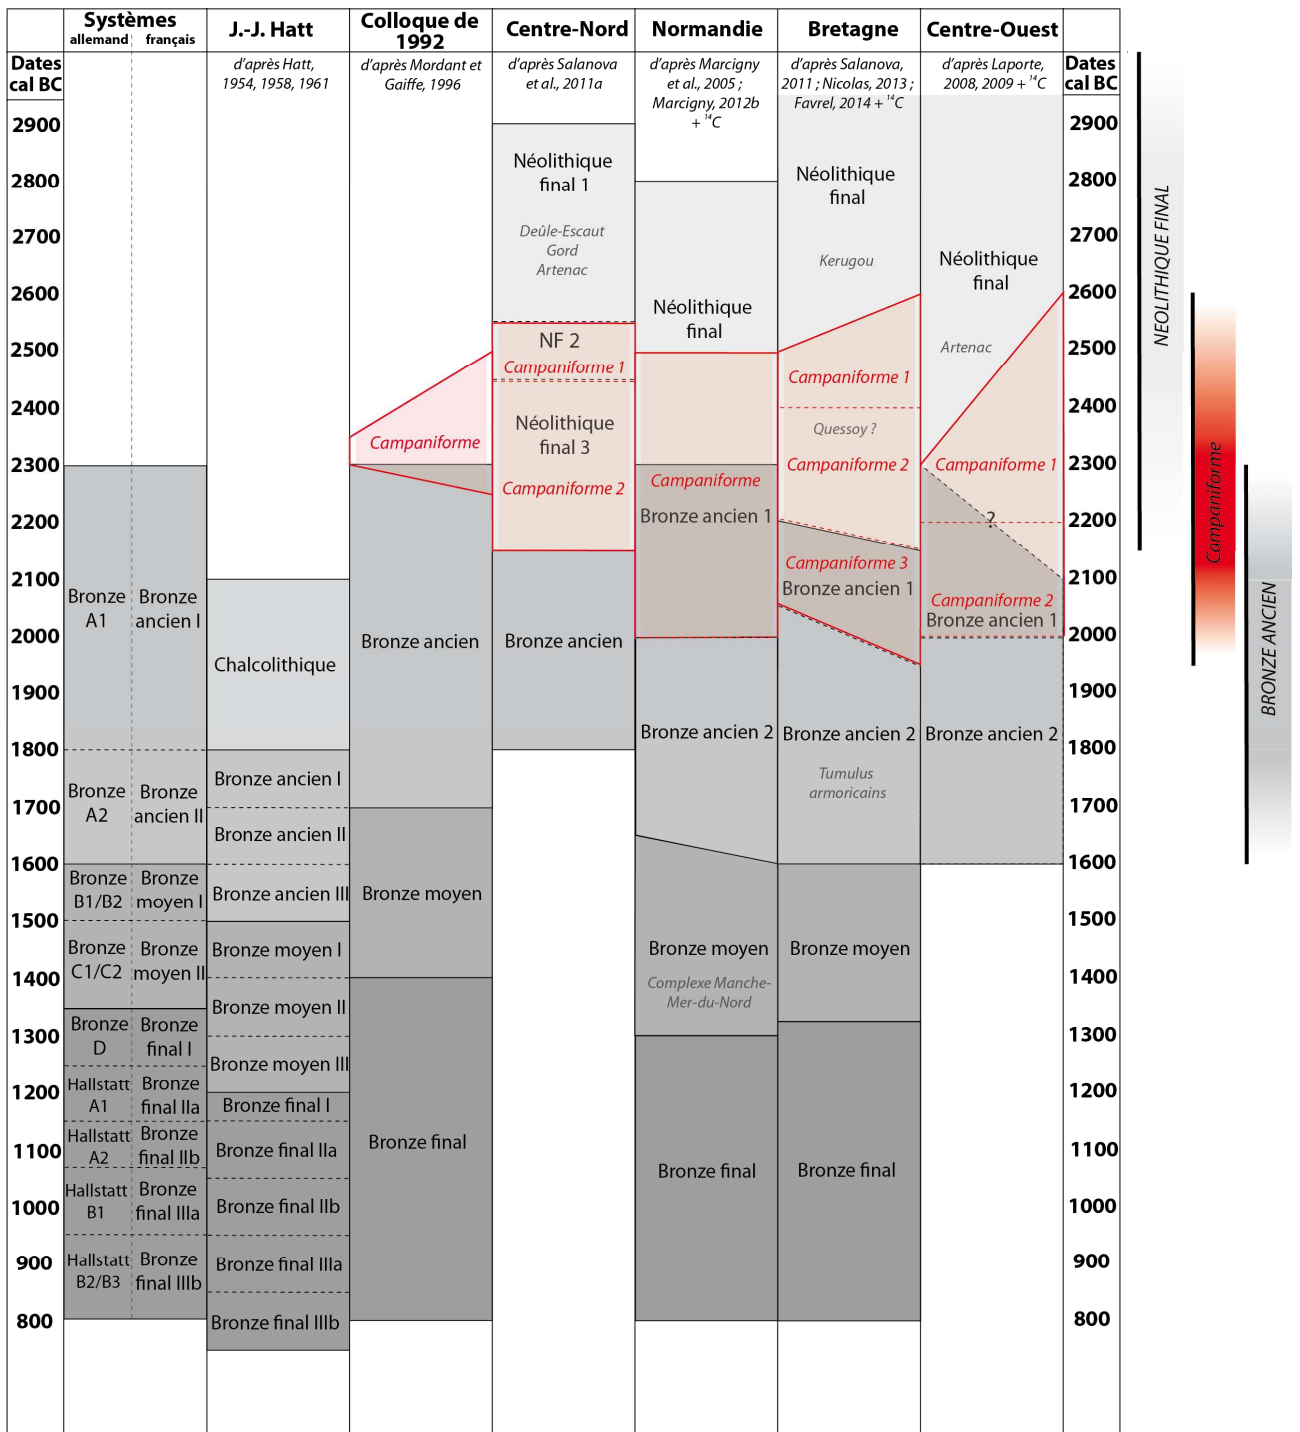 Systèmes
allemand français
J.-J. Hatt
Colloque de
1992
Centre-Nord
Normandie
Bretagne
Centre-Ouest
Dates
cal BC
d'après Hatt,
1954, 1958, 1961
d'après Mordant et
Gaiffe, 1996
d'après Salanova
et al., 2011a
d'après Marcigny
et al., 2005 ;
Marcigny, 2012b
+ ¹⁴C
d'après Salanova,
2011 ; Nicolas, 2013 ;
Favrel, 2014 + ¹⁴C
d'après Laporte,
2008, 2009 + ¹⁴C
Dates
cal BC
2900
2800
2700
2600
2500
2400
2300
2200
2100
2000
1900
1800
1700
1600
1500
1400
1300
1200
1100
1000
900
800
Bronze
A1
Bronze
A2
Bronze
B1/B2
Bronze
C1/C2
Bronze
D
Hallstatt
A1
Hallstatt
A2
Hallstatt
B1
Hallstatt
B2/B3
Bronze
ancien I
Bronze
ancien II
Bronze
moyen I
Bronze
moyen II
Bronze
final I
Bronze
final IIa
Bronze
final IIb
Bronze
final IIIa
Bronze
final IIIb
Chalcolithique
Bronze ancien I
Bronze ancien II
Bronze ancien III
Bronze moyen I
Bronze moyen II
Bronze moyen III
Bronze final I
Bronze final IIa
Bronze final IIb
Bronze final IIIa
Bronze final IIIb
Campaniforme
Bronze ancien
Bronze moyen
Bronze final
Néolithique
final 1
Deûle-Escaut
Gord
Artenac
NF 2
Campaniforme 1
Néolithique
final 3
Campaniforme 2
Bronze ancien
Néolithique
final
Campaniforme
Bronze ancien 1
Bronze ancien 2
Bronze moyen
Complexe Manche-
Mer-du-Nord
Bronze final
Néolithique
final
Kerugou
Campaniforme 1
Quessoy ?
Campaniforme 2
Campaniforme 3
Bronze ancien 1
Bronze ancien 2
Tumulus
armoricains
Bronze moyen
Bronze final
Néolithique
final
Artenac
Campaniforme 1
?
Campaniforme 2
Bronze ancien 1
Bronze ancien 2
2900
2800
2700
2600
2500
2400
2300
2200
2100
2000
1900
1800
1700
1600
1500
1400
1300
1200
1100
1000
900
800
NEOLITHIQUE FINAL
Campaniforme
BRONZE ANCIEN